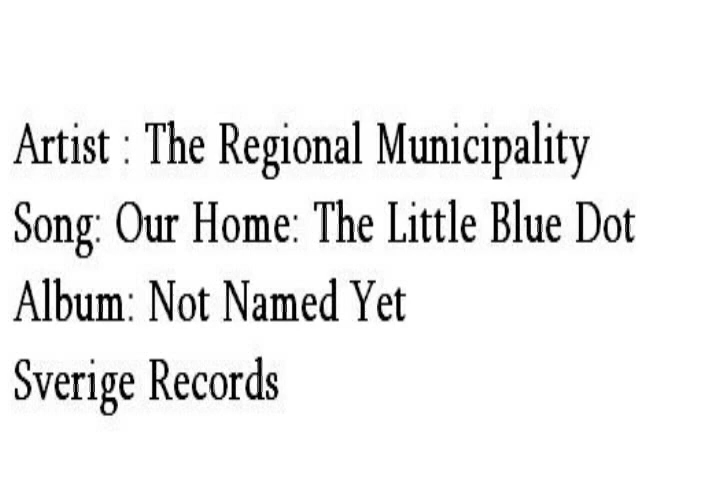 Artist : The Regional Municipality
Song: Our Home: The Little Blue Dot
Album: Not Named Yet
Sverige Records